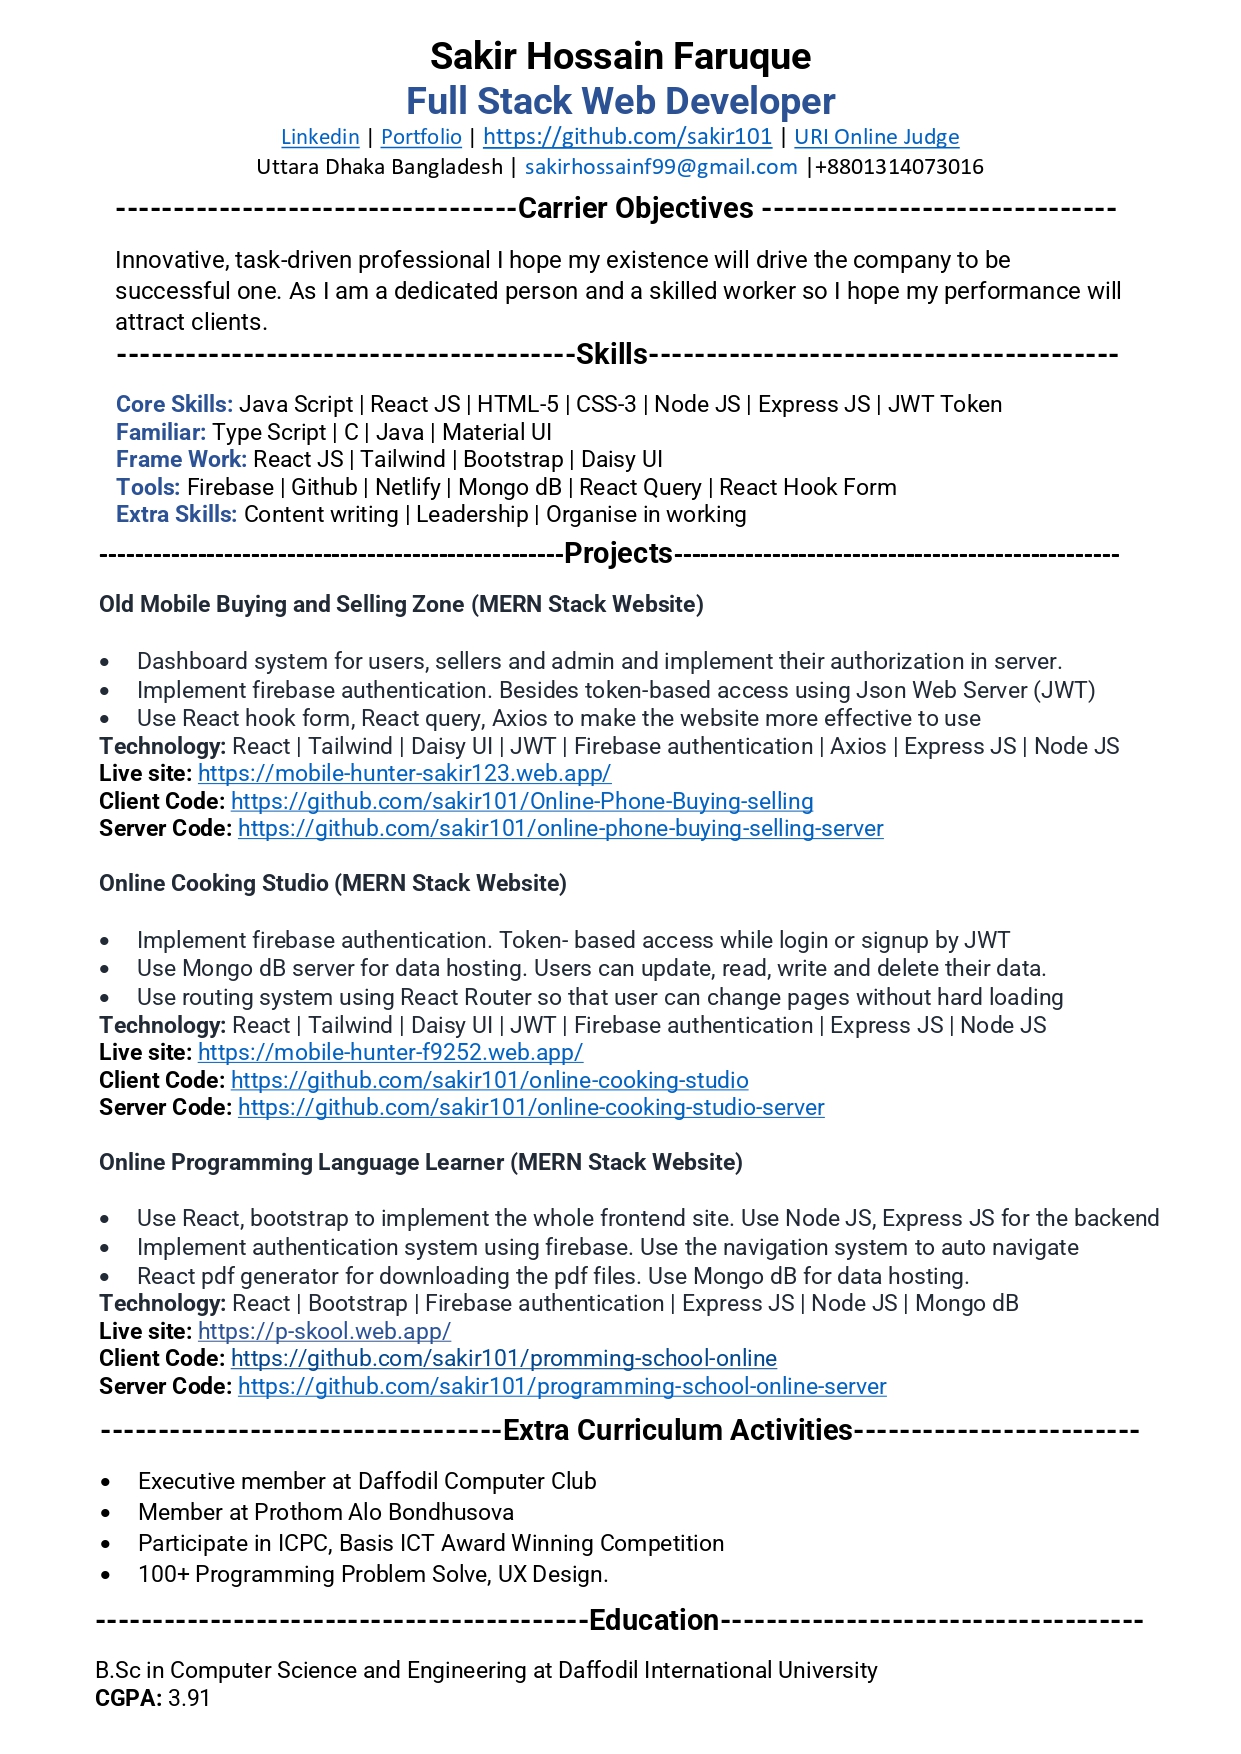 Sakir Hossain Faruque
Full Stack Web Developer
Linkedin | Portfolio | https://github.com/sakir101 | URI Online Judge
Uttara Dhaka Bangladesh | sakirhossainf99@gmail.com |+8801314073016
-----------------------------------Carrier Objectives -------------------------------
Innovative, task-driven professional I hope my existence will drive the company to be
successful one. As I am a dedicated person and a skilled worker so I hope my performance will
attract clients.
----------------------------------------Skills-----------------------------------------
Core Skills: Java Script | React JS | HTML-5 | CSS-3 | Node JS | Express JS | JWT Token
Familiar: Type Script | C | Java | Material UI
Frame Work: React JS | Tailwind | Bootstrap | Daisy UI
Tools: Firebase | Github | Netlify | Mongo dB | React Query | React Hook Form
Extra Skills: Content writing | Leadership | Organise in working
----------------------------------------------------Projects--------------------------------------------------
Old Mobile Buying and Selling Zone (MERN Stack Website)
• Dashboard system for users, sellers and admin and implement their authorization in server.
• Implement firebase authentication. Besides token-based access using Json Web Server (JWT)
• Use React hook form, React query, Axios to make the website more effective to use
Technology: React | Tailwind | Daisy UI | JWT | Firebase authentication | Axios | Express JS | Node JS
Live site: https://mobile-hunter-sakir123.web.app/
Client Code: https://github.com/sakir101/Online-Phone-Buying-selling
Server Code: https://github.com/sakir101/online-phone-buying-selling-server
Online Cooking Studio (MERN Stack Website)
• Implement firebase authentication. Token- based access while login or signup by JWT
• Use Mongo dB server for data hosting. Users can update, read, write and delete their data.
• Use routing system using React Router so that user can change pages without hard loading
Technology: React | Tailwind | Daisy UI | JWT | Firebase authentication | Express JS | Node JS
Live site: https://mobile-hunter-f9252.web.app/
Client Code: https://github.com/sakir101/online-cooking-studio
Server Code: https://github.com/sakir101/online-cooking-studio-server
Online Programming Language Learner (MERN Stack Website)
• Use React, bootstrap to implement the whole frontend site. Use Node JS, Express JS for the backend
• Implement authentication system using firebase. Use the navigation system to auto navigate
• React pdf generator for downloading the pdf files. Use Mongo dB for data hosting.
Technology: React | Bootstrap | Firebase authentication | Express JS | Node JS | Mongo dB
Live site: https://p-skool.web.app/
Client Code: https://github.com/sakir101/promming-school-online
Server Code: https://github.com/sakir101/programming-school-online-server
-----------------------------------Extra Curriculum Activities-------------------------
• Executive member at Daffodil Computer Club
• Member at Prothom Alo Bondhusova
• Participate in ICPC, Basis ICT Award Winning Competition
• 100+ Programming Problem Solve, UX Design.
-------------------------------------------Education-------------------------------------
B.Sc in Computer Science and Engineering at Daffodil International University
CGPA: 3.91